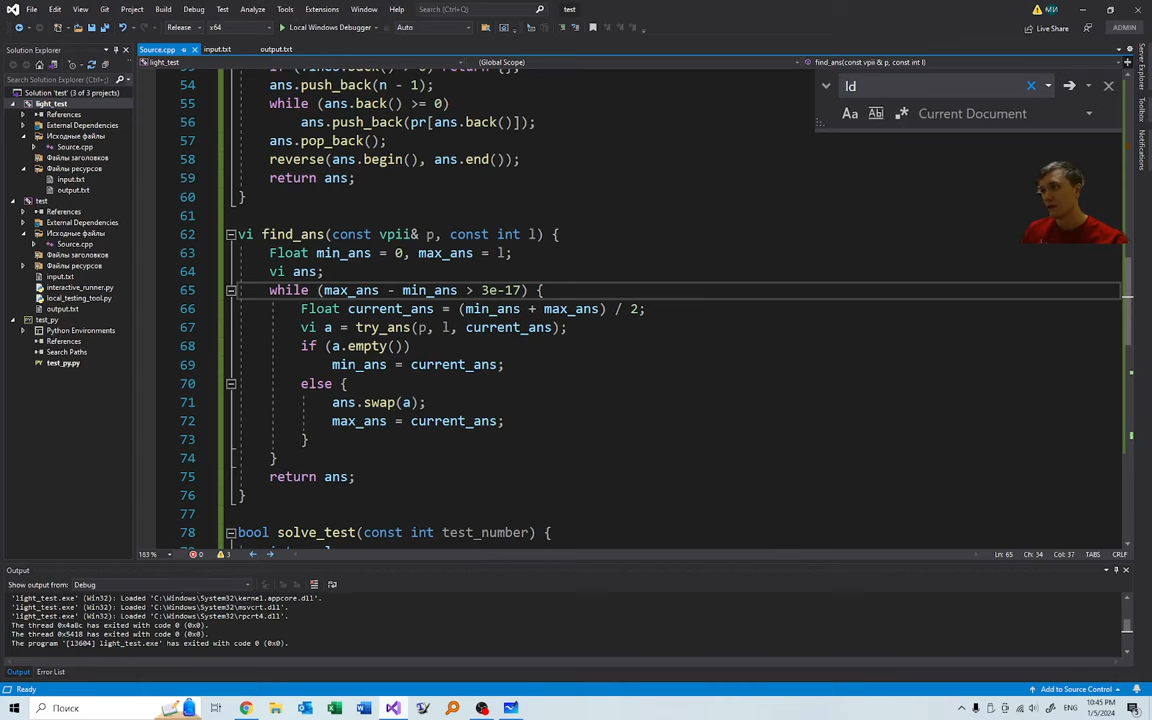 File Edit View Git Project Build Debug Test Analyze Tools Extensions Window Help Search (Ctrl+Q) test МИ
Release x64 Local Windows Debugger Auto Live Share ADMIN
Solution Explorer
Search Solution Explorer (Ctrl+;)
Solution 'test' (3 of 3 projects)
light_test
References
External Dependencies
Исходные файлы
Source.cpp
Файлы заголовков
Файлы ресурсов
input.txt
output.txt
test
References
External Dependencies
Исходные файлы
Source.cpp
Файлы ресурсов
input.txt
interactive_runner.py
local_testing_tool.py
output.txt
test_py
Python Environments
References
Search Paths
test_py.py
Source.cpp input.txt output.txt
light_test (Global Scope) find_ans(const vpii& p, const int l)
ld
Aa Ab Current Document
54 ans.push_back(n - 1);
55 while (ans.back() >= 0)
56 ans.push_back(pr[ans.back()]);
57 ans.pop_back();
58 reverse(ans.begin(), ans.end());
59 return ans;
60 }
61
62 vi find_ans(const vpii& p, const int l) {
63 Float min_ans = 0, max_ans = l;
64 vi ans;
65 while (max_ans - min_ans > 3e-17) {
66 Float current_ans = (min_ans + max_ans) / 2;
67 vi a = try_ans(p, l, current_ans);
68 if (a.empty())
69 min_ans = current_ans;
70 else {
71 ans.swap(a);
72 max_ans = current_ans;
73 }
74 }
75 return ans;
76 }
77
78 bool solve_test(const int test_number) {
183 % 0 3 Ln: 65 Ch: 34 Col: 37 TABS CRLF
Server Explorer
Toolbox
Notifications
Output
Show output from: Debug
'light_test.exe' (Win32): Loaded 'C:\Windows\System32\kernel.appcore.dll'.
'light_test.exe' (Win32): Loaded 'C:\Windows\System32\msvcrt.dll'.
'light_test.exe' (Win32): Loaded 'C:\Windows\System32\rpcrt4.dll'.
The thread 0x4a8c has exited with code 0 (0x0).
The thread 0x5418 has exited with code 0 (0x0).
The program '[13604] light_test.exe' has exited with code 0 (0x0).
Output Error List
Ready Add to Source Control
Поиск ENG 10:45 PM
1/5/2024